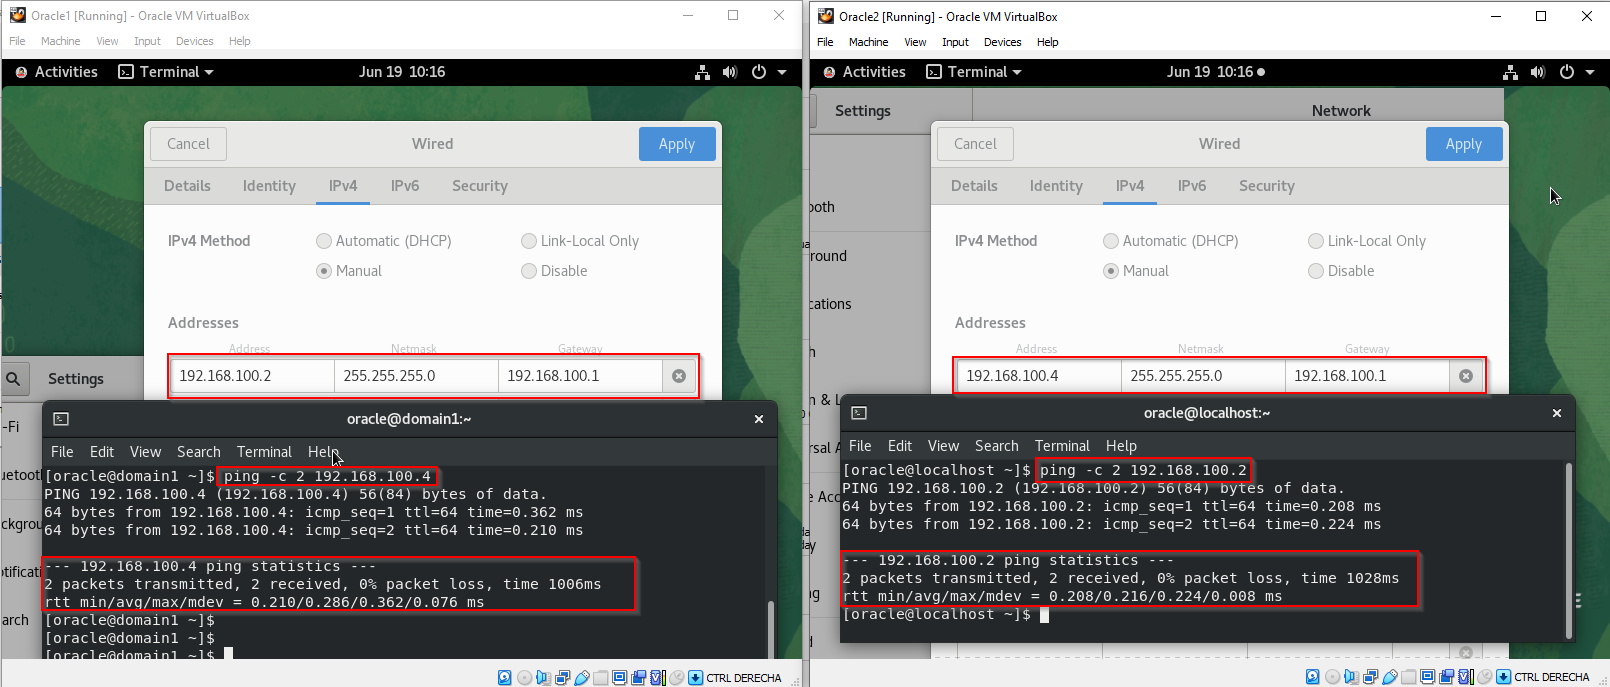 Oracle1 [Running] - Oracle VM VirtualBox
File Machine View Input Devices Help
Activities Terminal Jun 19 10:16
Cancel Wired Apply
Details Identity IPv4 IPv6 Security
IPv4 Method Automatic (DHCP) Link-Local Only
Manual Disable
Addresses
Address Netmask Gateway
192.168.100.2 255.255.255.0 192.168.100.1
Settings
-Fi
uetooth
ckgrou
otificati
arch
oracle@domain1:~
File Edit View Search Terminal Help
[oracle@domain1 ~]$ ping -c 2 192.168.100.4
PING 192.168.100.4 (192.168.100.4) 56(84) bytes of data.
64 bytes from 192.168.100.4: icmp_seq=1 ttl=64 time=0.362 ms
64 bytes from 192.168.100.4: icmp_seq=2 ttl=64 time=0.210 ms
--- 192.168.100.4 ping statistics ---
2 packets transmitted, 2 received, 0% packet loss, time 1006ms
rtt min/avg/max/mdev = 0.210/0.286/0.362/0.076 ms
[oracle@domain1 ~]$
[oracle@domain1 ~]$
[oracle@domain1 ~]$
CTRL DERECHA
Oracle2 [Running] - Oracle VM VirtualBox
File Machine View Input Devices Help
Activities Terminal Jun 19 10:16
Settings Network
Cancel Wired Apply
Details Identity IPv4 IPv6 Security
ooth
round
cations
IPv4 Method Automatic (DHCP) Link-Local Only
Manual Disable
Addresses
Address Netmask Gateway
192.168.100.4 255.255.255.0 192.168.100.1
oracle@localhost:~
File Edit View Search Terminal Help
[oracle@localhost ~]$ ping -c 2 192.168.100.2
PING 192.168.100.2 (192.168.100.2) 56(84) bytes of data.
64 bytes from 192.168.100.2: icmp_seq=1 ttl=64 time=0.208 ms
64 bytes from 192.168.100.2: icmp_seq=2 ttl=64 time=0.224 ms
--- 192.168.100.2 ping statistics ---
2 packets transmitted, 2 received, 0% packet loss, time 1028ms
rtt min/avg/max/mdev = 0.208/0.216/0.224/0.008 ms
[oracle@localhost ~]$
CTRL DERECHA